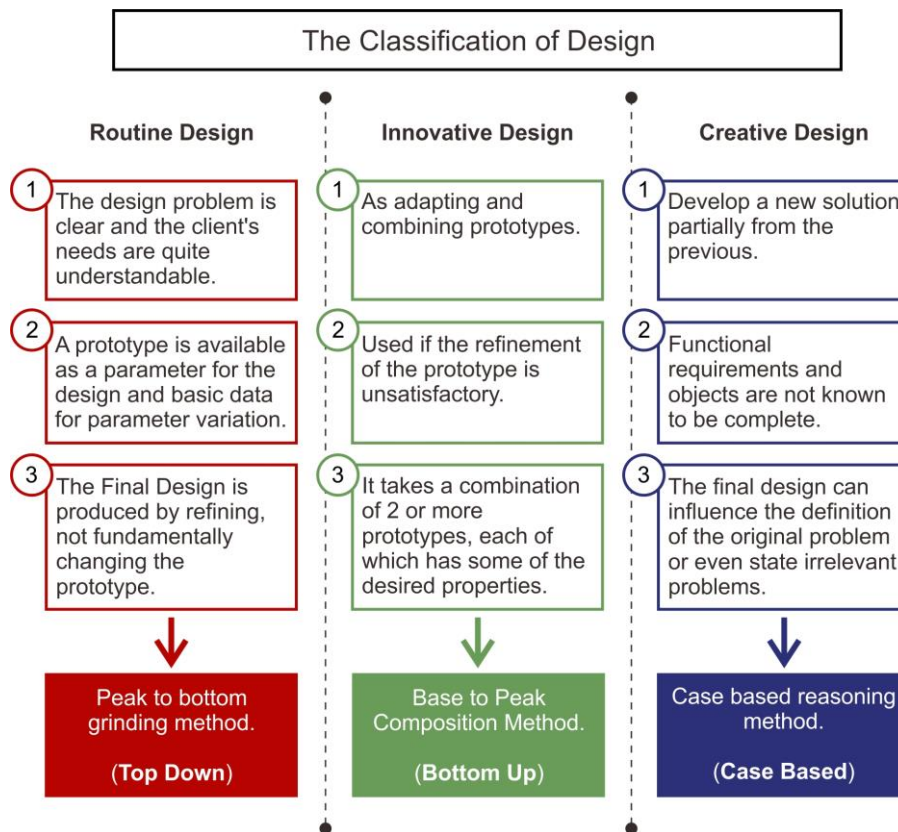 The Classification of Design
Routine Design
1
The design problem is
clear and the client's
needs are quite
understandable.
2
A prototype is available
as a parameter for the
design and basic data
for parameter variation.
3
The Final Design is
produced by refining,
not fundamentally
changing the
prototype.
Peak to bottom
grinding method.
(Top Down)
Innovative Design
1
As adapting and
combining prototypes.
2
Used if the refinement
of the prototype is
unsatisfactory.
3
It takes a combination
of 2 or more
prototypes, each of
which has some of the
desired properties.
Base to Peak
Composition Method.
(Bottom Up)
Creative Design
1
Develop a new solution
partially from the
previous.
2
Functional
requirements and
objects are not known
to be complete.
3
The final design can
influence the definition
of the original problem
or even state irrelevant
problems.
Case based reasoning
method.
(Case Based)